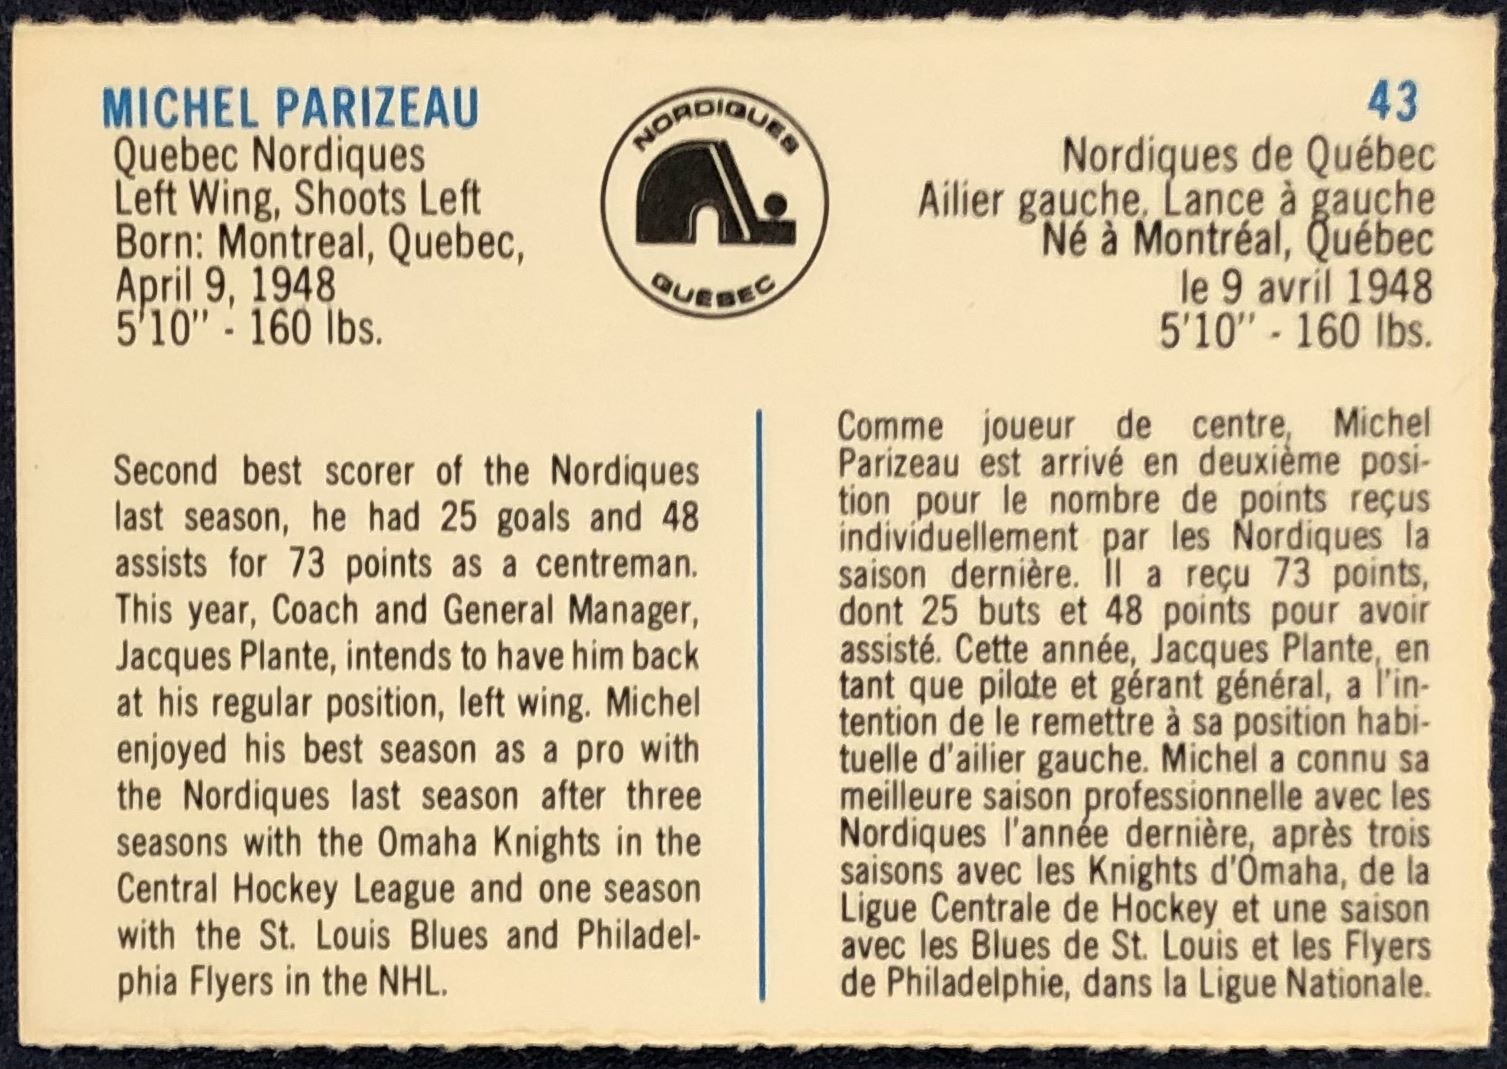 MICHEL PARIZEAU
Quebec Nordiques
Left Wing, Shoots Left
Born: Montreal, Quebec,
April 9, 1948
5'10" - 160 lbs.
NORDIQUES
QUEBEC
43
Nordiques de Québec
Ailier gauche, Lance à gauche
Né à Montréal, Québec
le 9 avril 1948
5'10" - 160 lbs.
Second best scorer of the Nordiques
last season, he had 25 goals and 48
assists for 73 points as a centreman.
This year, Coach and General Manager,
Jacques Plante, intends to have him back
at his regular position, left wing. Michel
enjoyed his best season as a pro with
the Nordiques last season after three
seasons with the Omaha Knights in the
Central Hockey League and one season
with the St. Louis Blues and Philadel-
phia Flyers in the NHL.
Comme joueur de centre, Michel
Parizeau est arrivé en deuxième posi-
tion pour le nombre de points reçus
individuellement par les Nordiques la
saison dernière. Il a reçu 73 points,
dont 25 buts et 48 points pour avoir
assisté. Cette année, Jacques Plante, en
tant que pilote et gérant général, a l'in-
tention de le remettre à sa position habi-
tuelle d'ailier gauche. Michel a connu sa
meilleure saison professionnelle avec les
Nordiques l'année dernière, après trois
saisons avec les Knights d'Omaha, de la
Ligue Centrale de Hockey et une saison
avec les Blues de St. Louis et les Flyers
de Philadelphie, dans la Ligue Nationale.